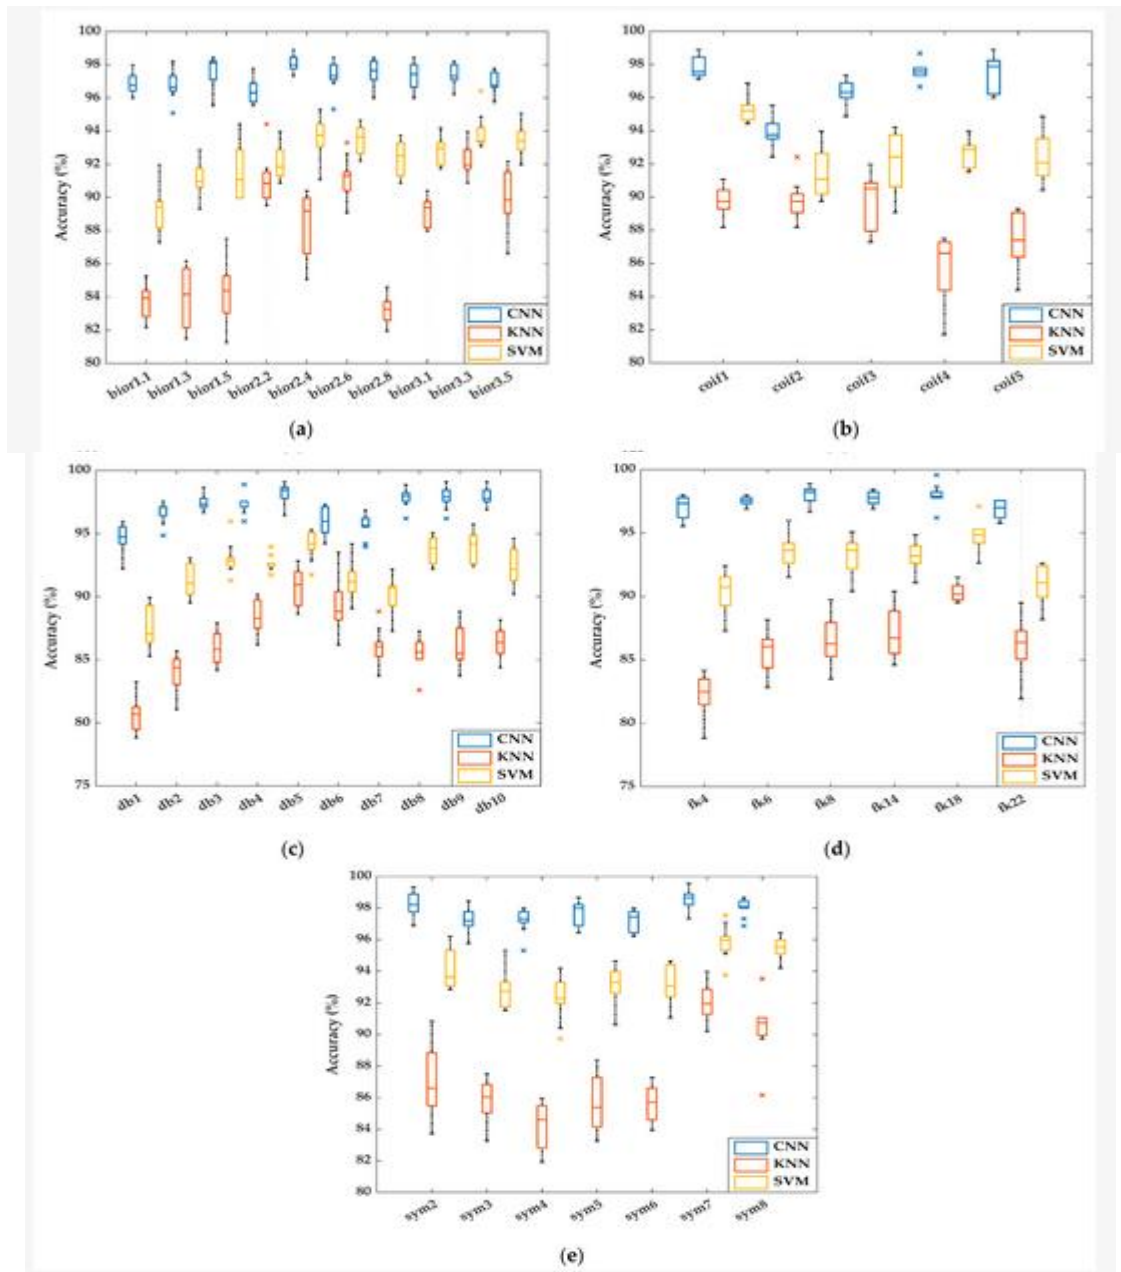 100
98
96
94
92
90
88
86
84
82
80
Accuracy (%)
bior1.1
bior1.3
bior1.5
bior2.2
bior2.4
bior2.6
bior2.8
bior3.1
bior3.3
bior3.5
CNN
KNN
SVM
(a)
100
98
96
94
92
90
88
86
84
82
80
Accuracy (%)
coif1
coif2
coif3
coif4
coif5
CNN
KNN
SVM
(b)
100
95
90
85
80
75
Accuracy (%)
db1
db2
db3
db4
db5
db6
db7
db8
db9
db10
CNN
KNN
SVM
(c)
100
95
90
85
80
75
Accuracy (%)
fk4
fk6
fk8
fk14
fk18
fk22
CNN
KNN
SVM
(d)
100
98
96
94
92
90
88
86
84
82
80
Accuracy (%)
sym2
sym3
sym4
sym5
sym6
sym7
sym8
CNN
KNN
SVM
(e)